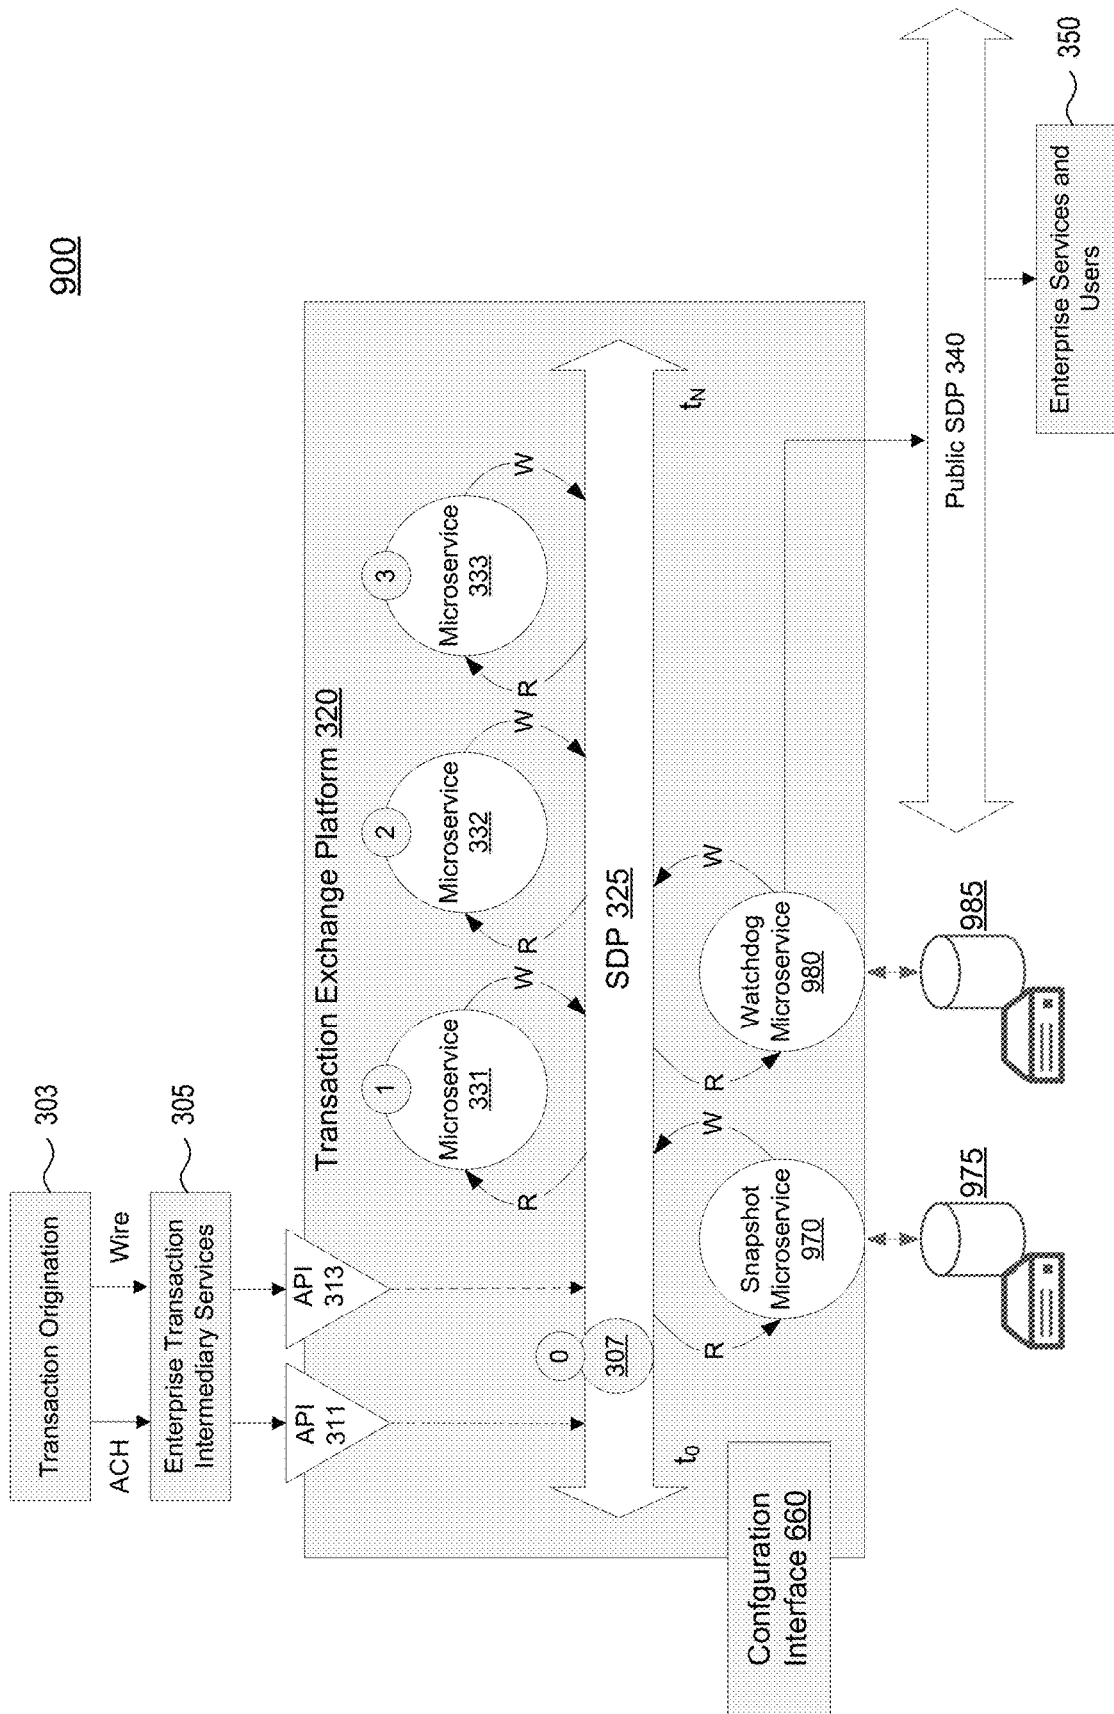 900
Transaction Origination
303
ACH
Wire
Enterprise Transaction
Intermediary Services
305
API
311
API
313
Transaction Exchange Platform 320
1
Microservice
331
R
W
2
Microservice
332
R
W
3
Microservice
333
R
W
0
307
SDP 325
t0
tN
R
W
Snapshot
Microservice
970
R
W
Watchdog
Microservice
980
Confguration
Interface 660
975
985
Public SDP 340
Enterprise Services and
Users
350